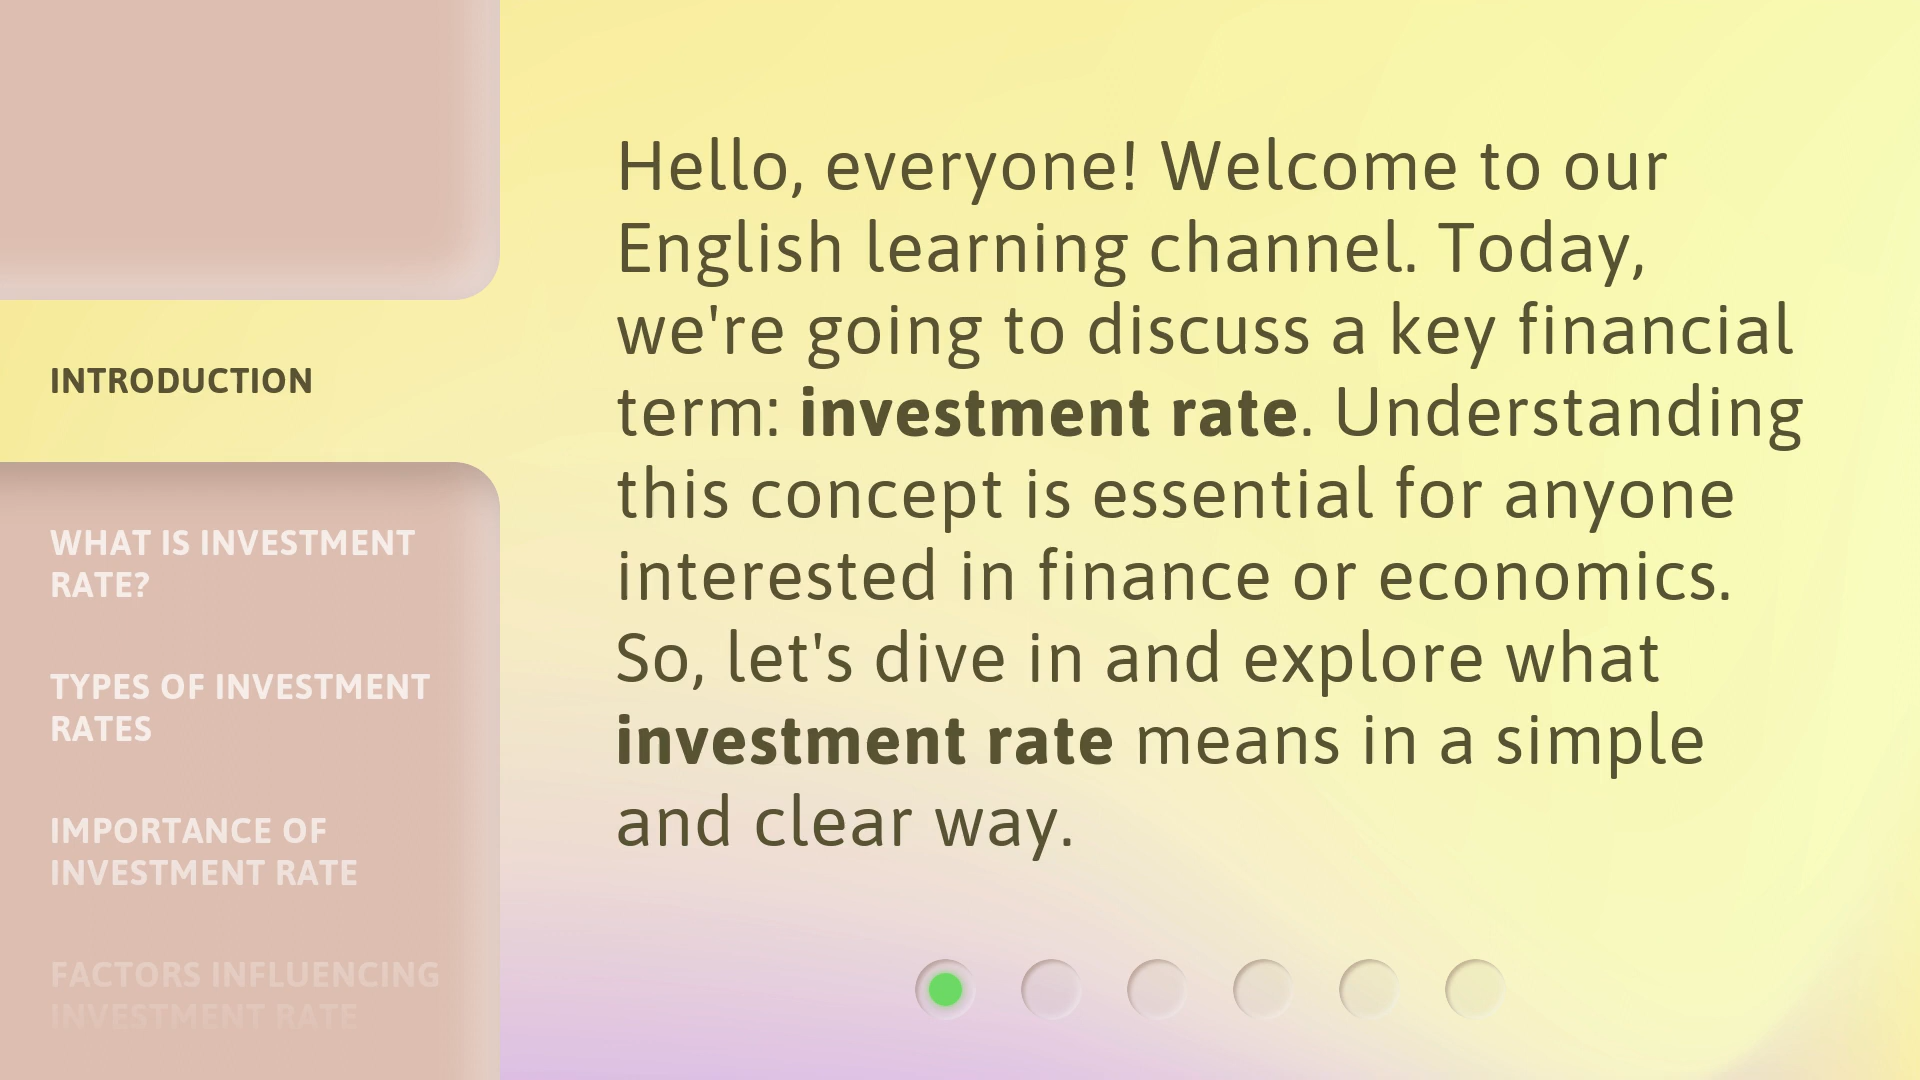 INTRODUCTION
WHAT IS INVESTMENT
RATE?
TYPES OF INVESTMENT
RATES
IMPORTANCE OF
INVESTMENT RATE
FACTORS INFLUENCING
INVESTMENT RATE
Hello, everyone! Welcome to our
English learning channel. Today,
we're going to discuss a key financial
term: investment rate. Understanding
this concept is essential for anyone
interested in finance or economics.
So, let's dive in and explore what
investment rate means in a simple
and clear way.